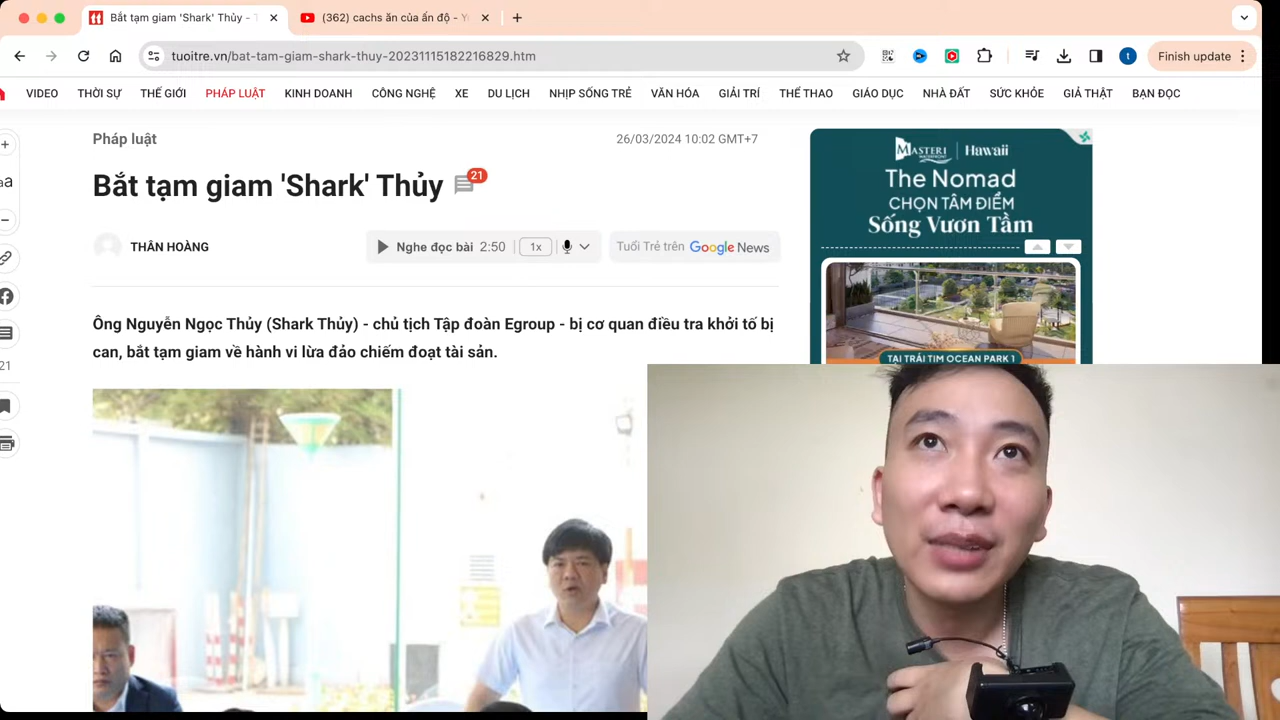 Bắt tạm giam 'Shark' Thủy - T
(362) cachs ăn của ấn độ - Yo
tuoitre.vn/bat-tam-giam-shark-thuy-20231115182216829.htm
t
Finish update
VIDEO THỜI SỰ THẾ GIỚI PHÁP LUẬT KINH DOANH CÔNG NGHỆ XE DU LỊCH NHỊP SỐNG TRẺ VĂN HÓA GIẢI TRÍ THỂ THAO GIÁO DỤC NHÀ ĐẤT SỨC KHỎE GIẢ THẬT BẠN ĐỌC
Pháp luật
26/03/2024 10:02 GMT+7
Bắt tạm giam 'Shark' Thủy
21
THÂN HOÀNG
Nghe đọc bài 2:50 1x
Tuổi Trẻ trên Google News
Ông Nguyễn Ngọc Thủy (Shark Thủy) - chủ tịch Tập đoàn Egroup - bị cơ quan điều tra khởi tố bị
can, bắt tạm giam về hành vi lừa đảo chiếm đoạt tài sản.
aa
21
MASTERI WATERFRONT | Hawaii
The Nomad
CHỌN TÂM ĐIỂM
Sống Vươn Tầm
TẠI TRÁI TIM OCEAN PARK 1